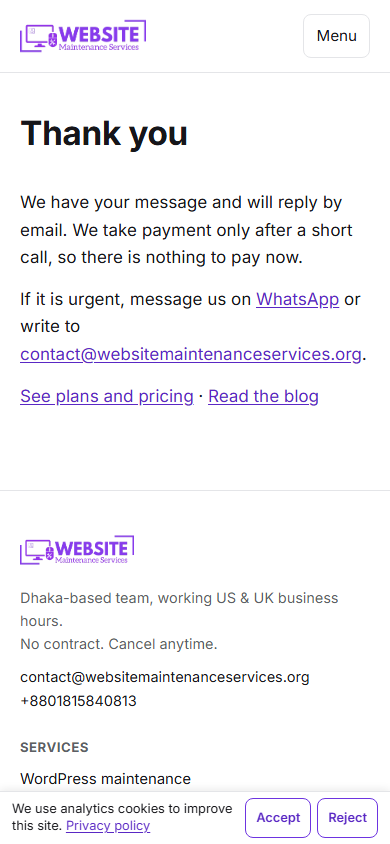 WEBSITE
Maintenance Services
Menu
Thank you
We have your message and will reply by
email. We take payment only after a short
call, so there is nothing to pay now.
If it is urgent, message us on WhatsApp or
write to
contact@websitemaintenanceservices.org.
See plans and pricing · Read the blog
WEBSITE
Maintenance Services
Dhaka-based team, working US & UK business
hours.
No contract. Cancel anytime.
contact@websitemaintenanceservices.org
+8801815840813
SERVICES
WordPress maintenance
We use analytics cookies to improve
this site. Privacy policy
Accept
Reject